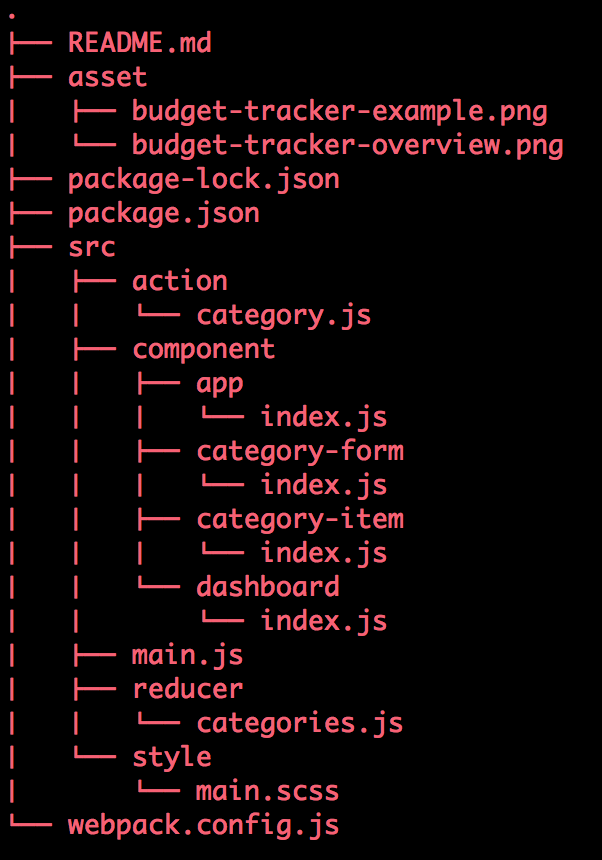 .
├── README.md
├── asset
│   ├── budget-tracker-example.png
│   └── budget-tracker-overview.png
├── package-lock.json
├── package.json
├── src
│   ├── action
│   │   └── category.js
│   ├── component
│   │   ├── app
│   │   │   └── index.js
│   │   ├── category-form
│   │   │   └── index.js
│   │   ├── category-item
│   │   │   └── index.js
│   │   └── dashboard
│   │       └── index.js
│   ├── main.js
│   ├── reducer
│   │   └── categories.js
│   └── style
│       └── main.scss
└── webpack.config.js